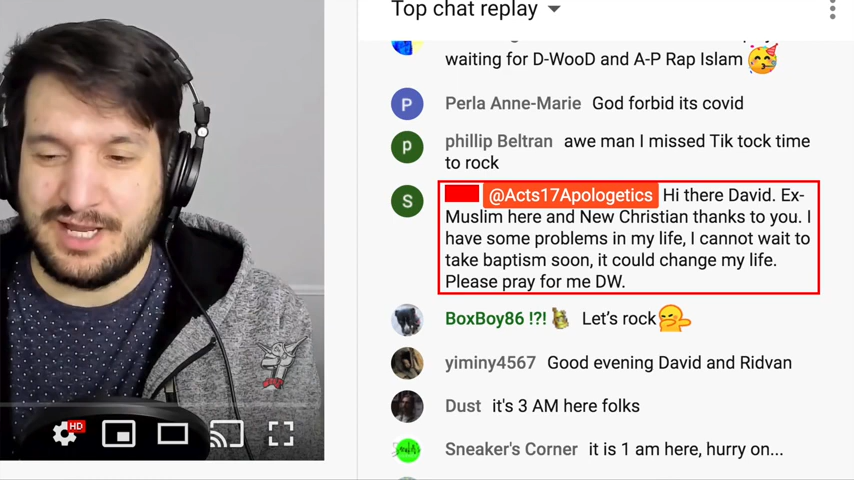 Top chat replay
waiting for D-WooD and A-P Rap Islam
Perla Anne-Marie God forbid its covid
phillip Beltran awe man I missed Tik tock time
to rock
@Acts17Apologetics Hi there David. Ex-
Muslim here and New Christian thanks to you. I
have some problems in my life, I cannot wait to
take baptism soon, it could change my life.
Please pray for me DW.
BoxBoy86 !?! Let's rock
yiminy4567 Good evening David and Ridvan
Dust it's 3 AM here folks
Sneaker's Corner it is 1 am here, hurry on...
P
p
S
HD